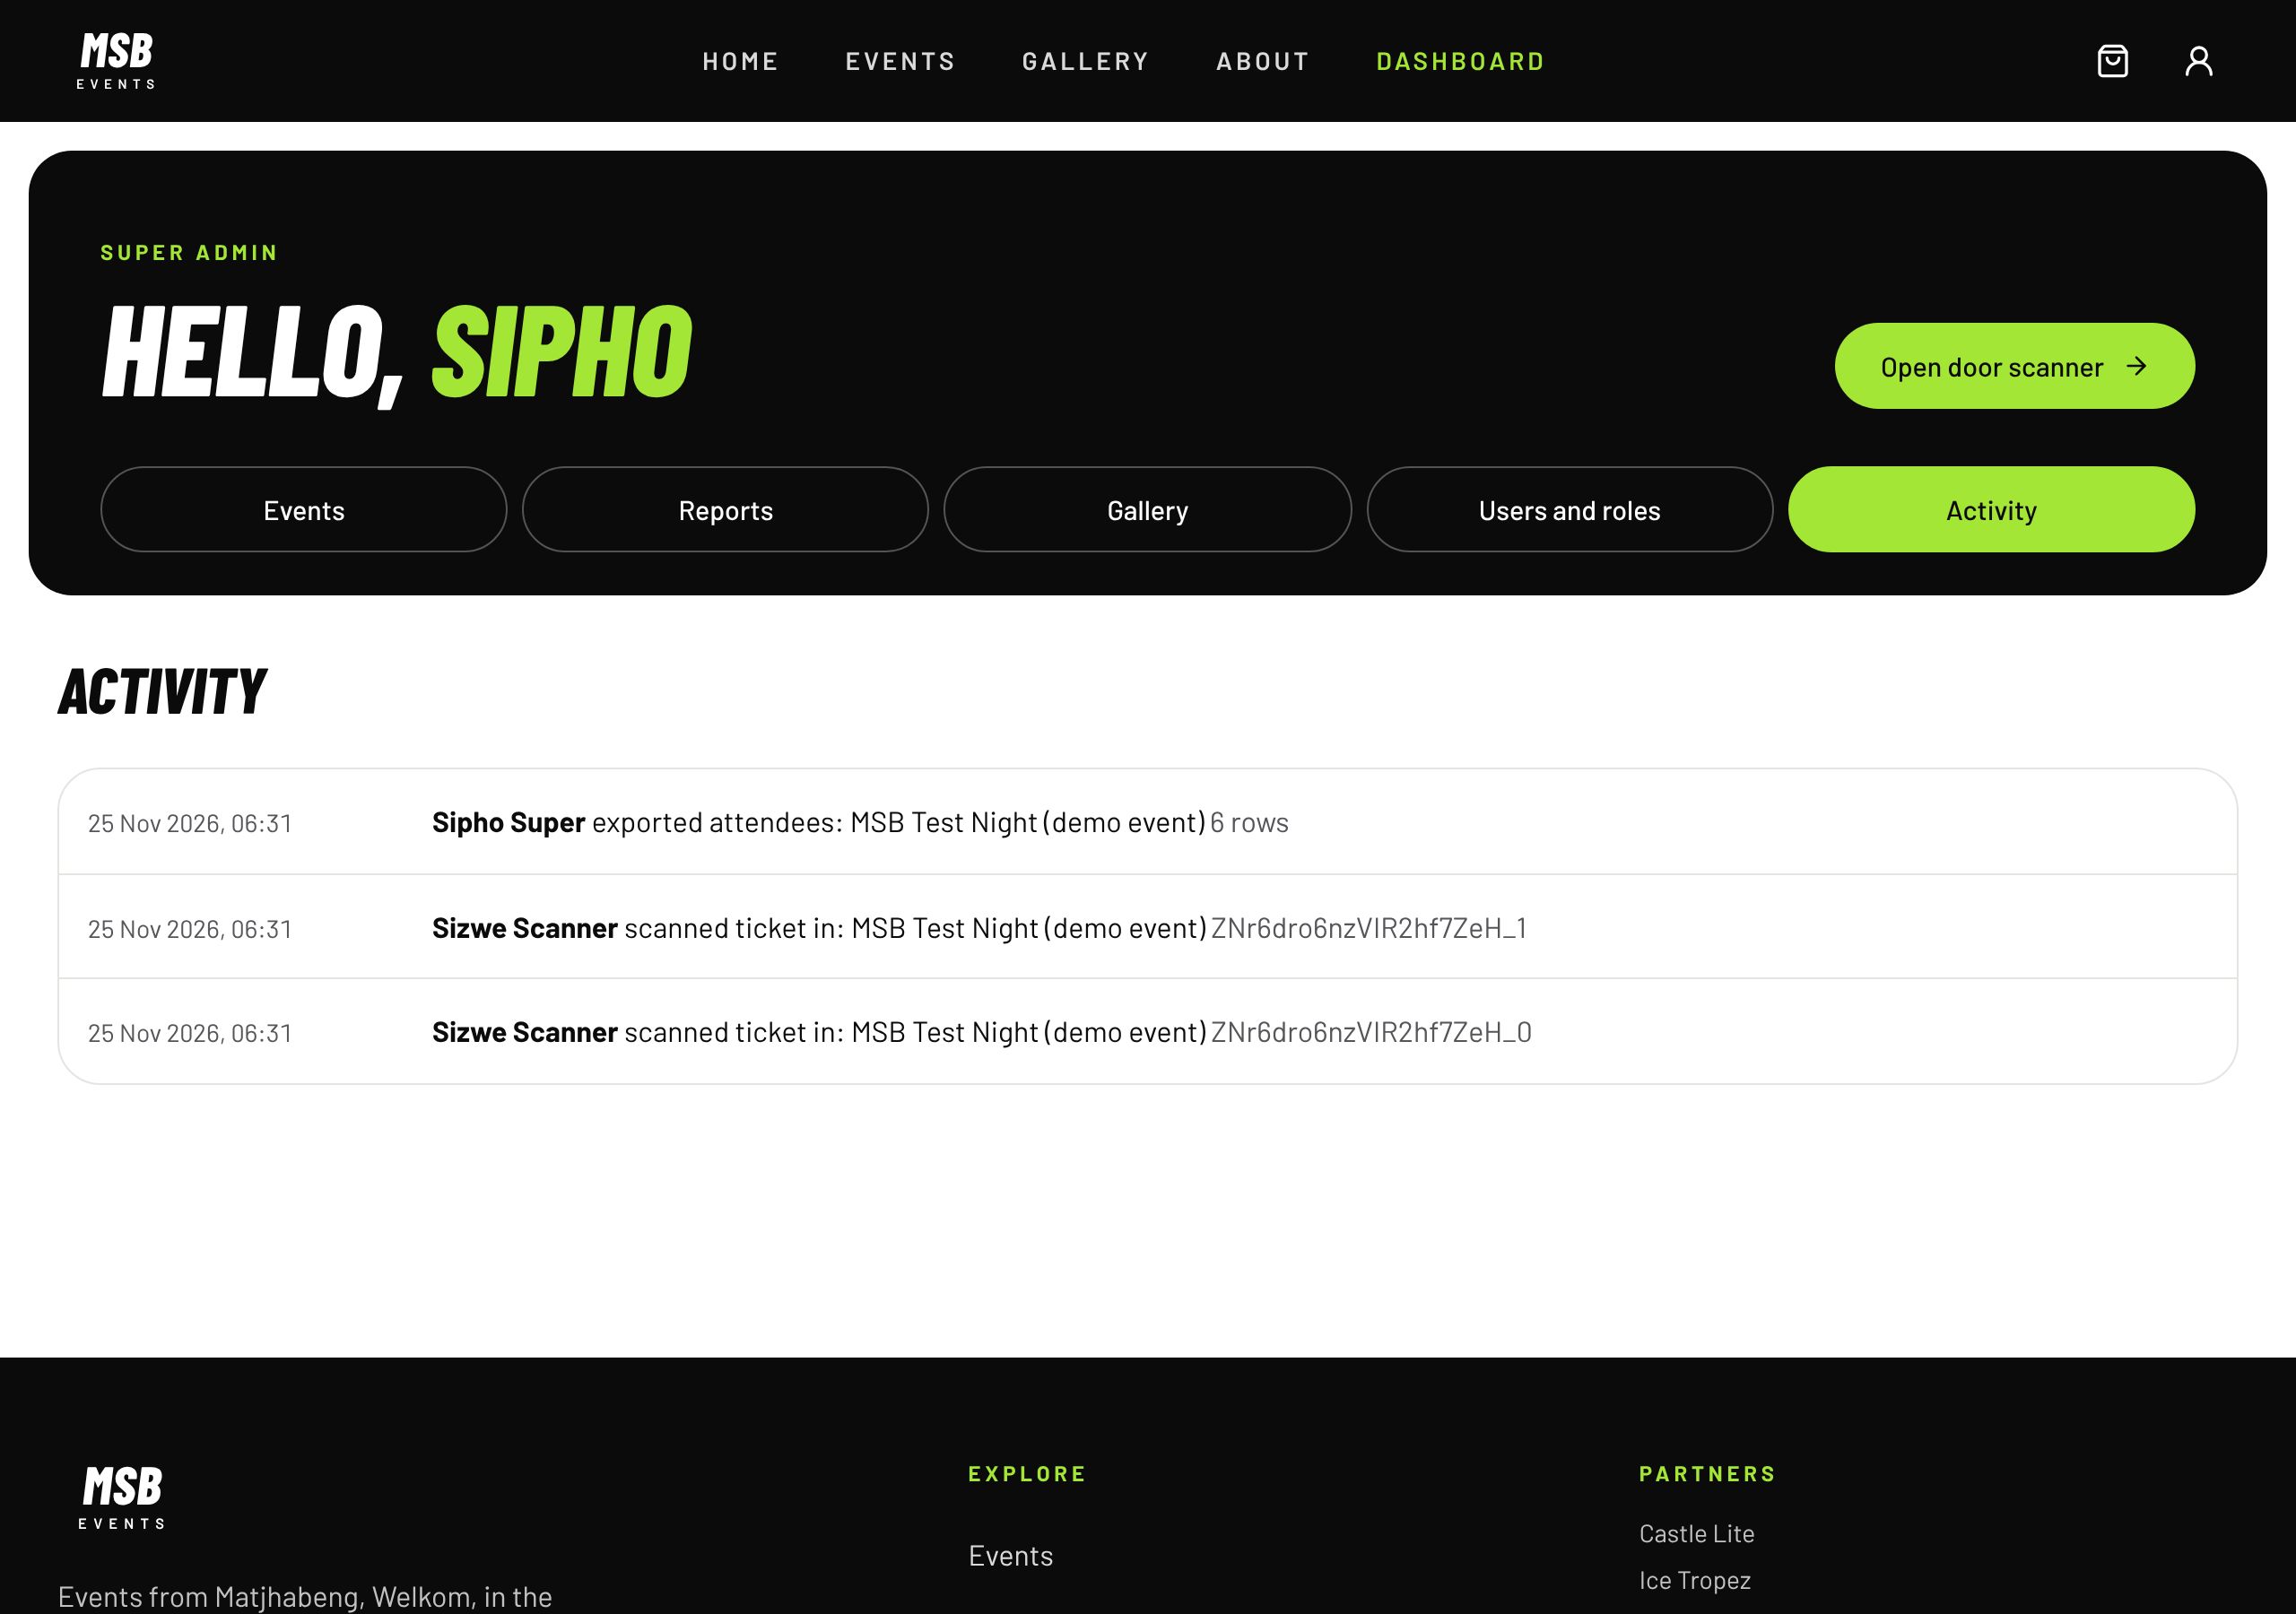 MSB
EVENTS
HOME EVENTS GALLERY ABOUT DASHBOARD
SUPER ADMIN
HELLO, SIPHO
Open door scanner
Events Reports Gallery Users and roles Activity
ACTIVITY
25 Nov 2026, 06:31 Sipho Super exported attendees: MSB Test Night (demo event) 6 rows
25 Nov 2026, 06:31 Sizwe Scanner scanned ticket in: MSB Test Night (demo event) ZNr6dro6nzVIR2hf7ZeH_1
25 Nov 2026, 06:31 Sizwe Scanner scanned ticket in: MSB Test Night (demo event) ZNr6dro6nzVIR2hf7ZeH_0
MSB
EVENTS
Events from Matjhabeng, Welkom, in the
EXPLORE
Events
PARTNERS
Castle Lite
Ice Tropez